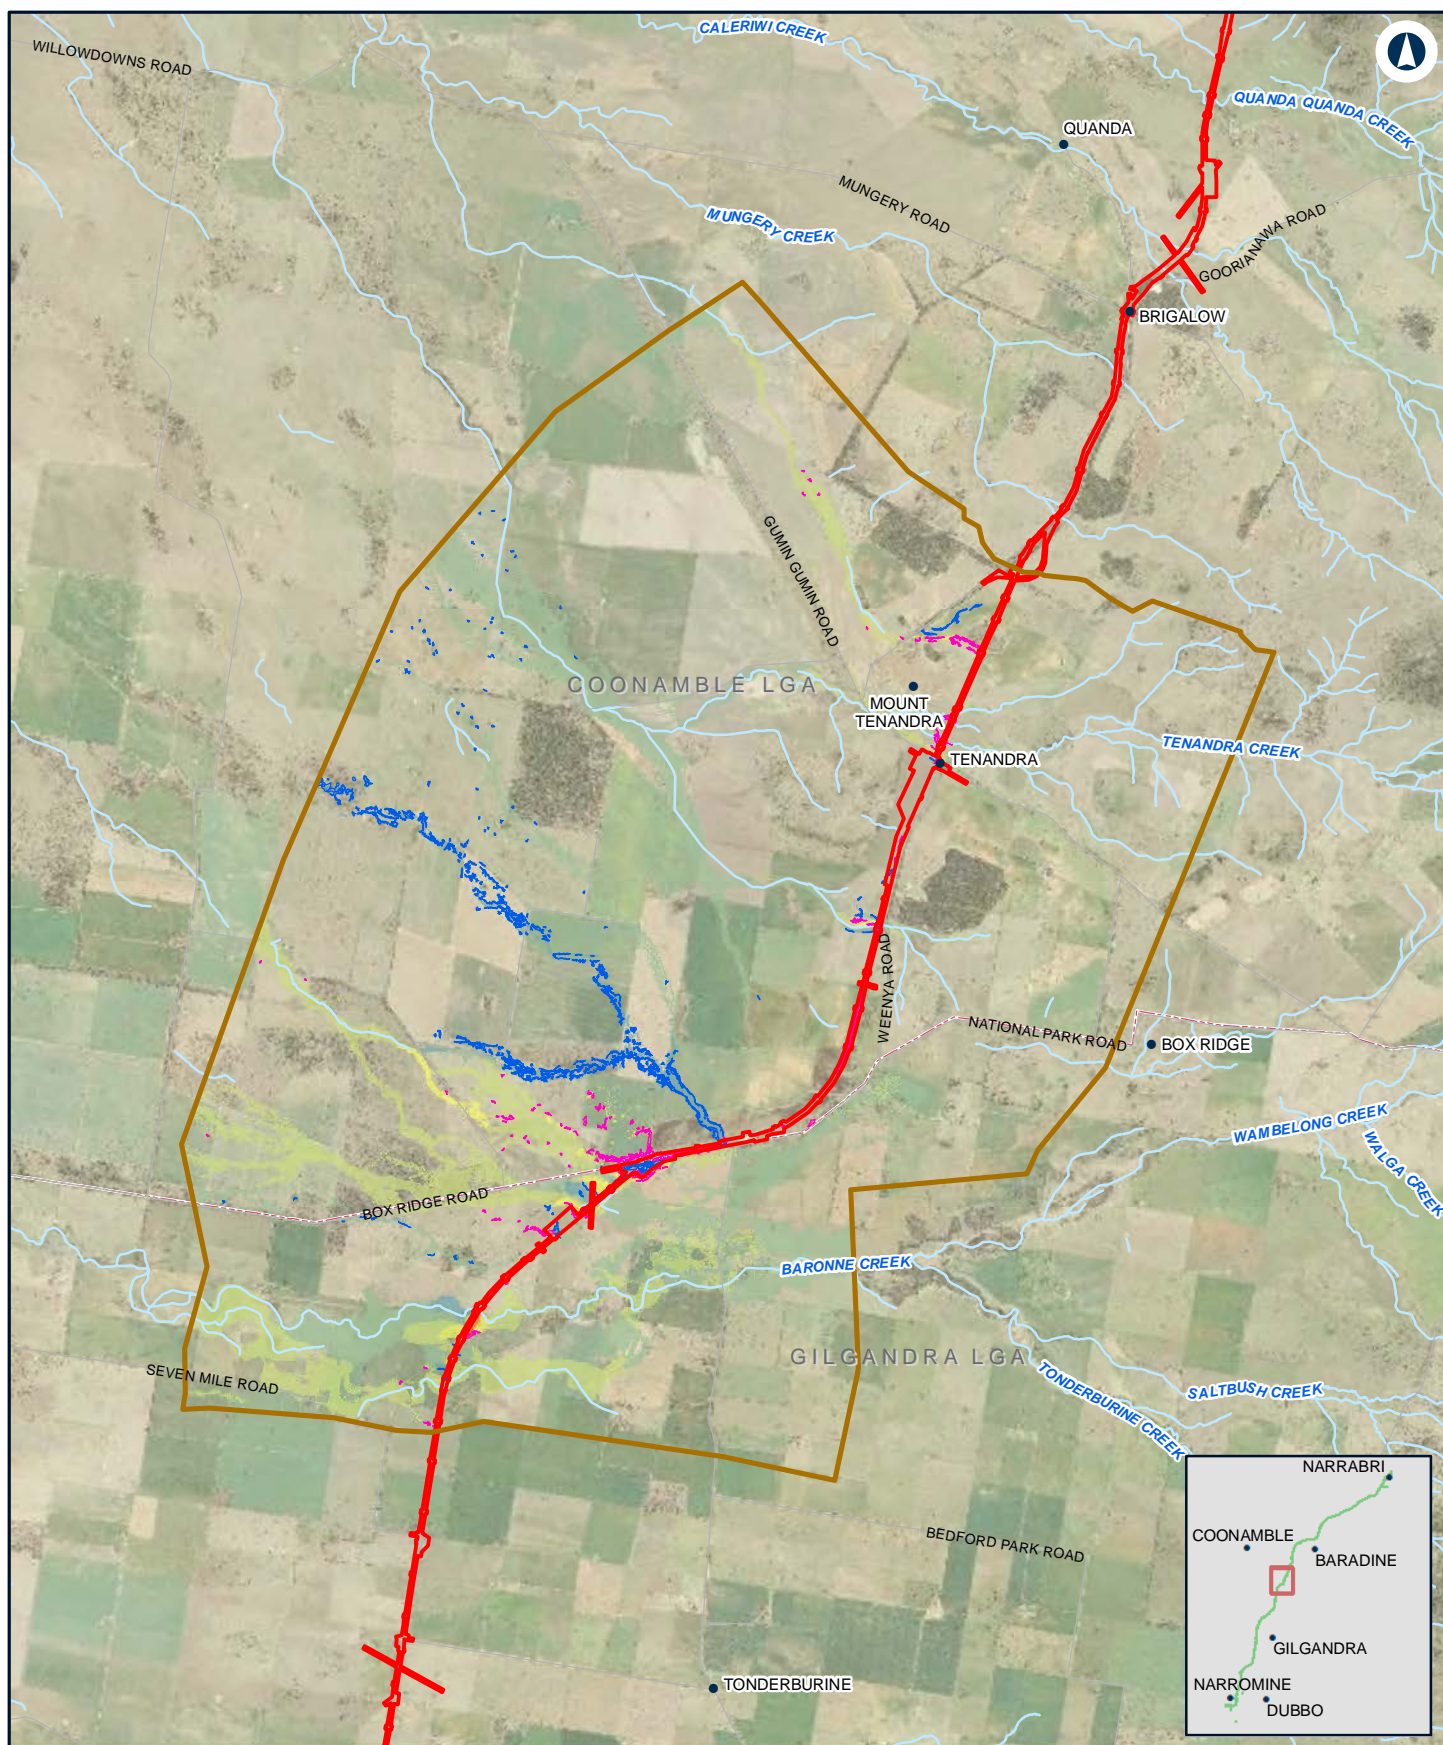 CALERIWI CREEK
WILLOWDOWNS ROAD
QUANDA QUANDA CREEK
QUANDA
MUNGERY ROAD
MUNGERY CREEK
GOORIANAWA ROAD
BRIGALOW
GUMIN GUMIN ROAD
COONAMBLE LGA
MOUNT
TENANDRA
TENANDRA CREEK
TENANDRA
WEENYA ROAD
NATIONAL PARK ROAD
BOX RIDGE
WAMBELONG CREEK
WALGA CREEK
BOX RIDGE ROAD
BARONNE CREEK
GILGANDRA LGA
SEVEN MILE ROAD
TONDERBURINE CREEK
SALTBUSH CREEK
BEDFORD PARK ROAD
TONDERBURINE
NARRABRI
COONAMBLE
BARADINE
GILGANDRA
NARROMINE
DUBBO